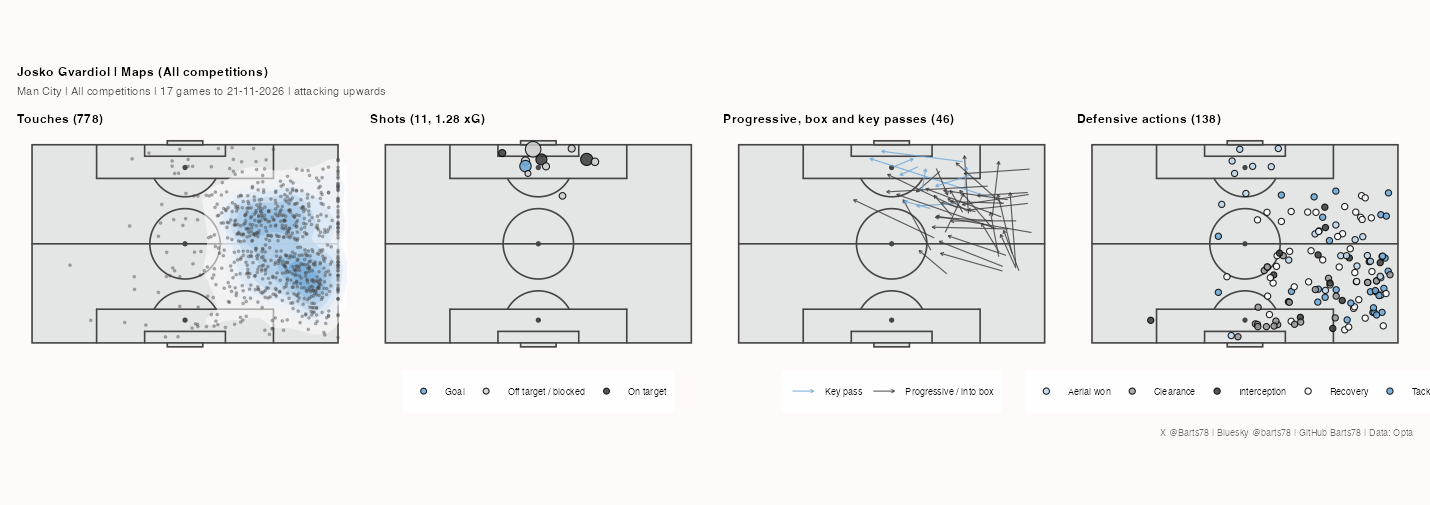 Josko Gvardiol | Maps (All competitions)
Man City | All competitions | 17 games to 21-11-2026 | attacking upwards
Touches (778)
Shots (11, 1.28 xG)
Progressive, box and key passes (46)
Defensive actions (138)
Goal
Off target / blocked
On target
Key pass
Progressive / into box
Aerial won
Clearance
Interception
Recovery
Tack
X @Barts78 | Bluesky @barts78 | GitHub Barts78 | Data: Opta